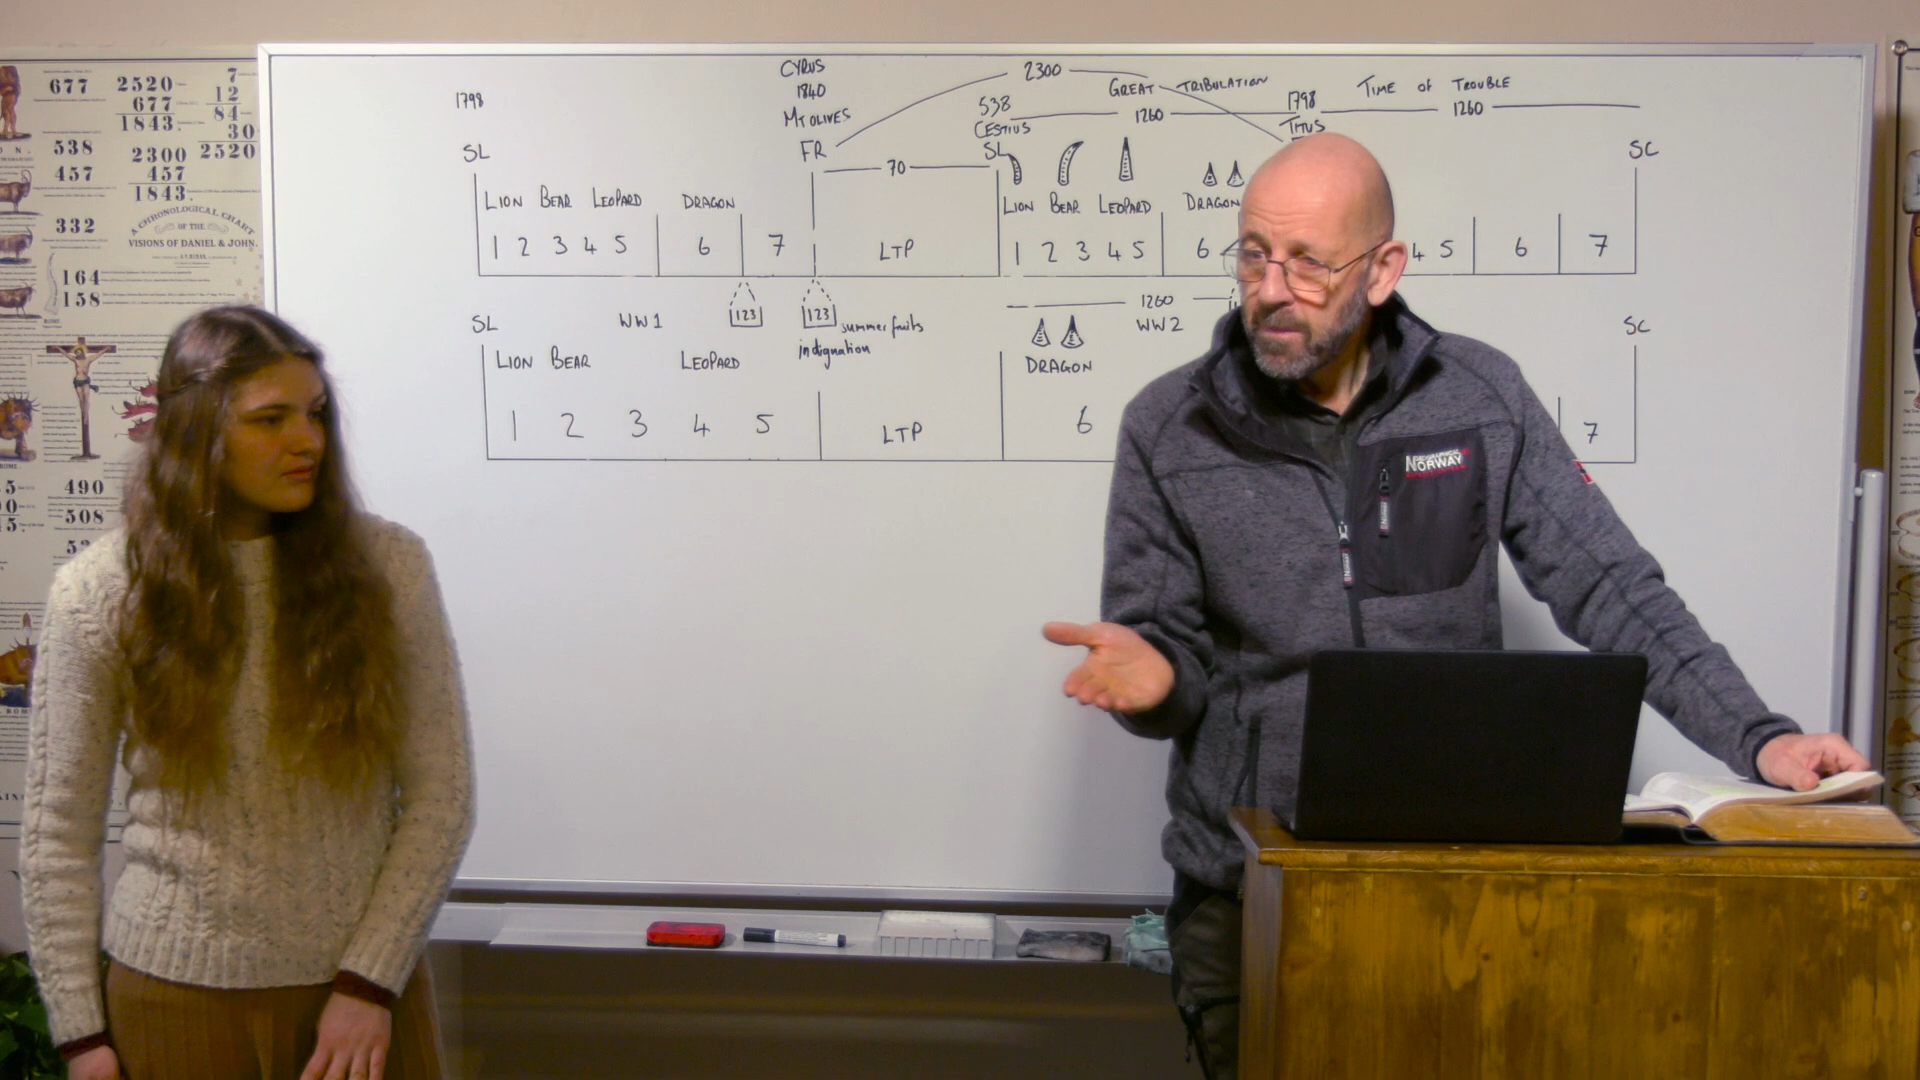 677
2520
7
677
12
1843.
84
30
538
2300
2520
457
457
1843.
332
A CHRONOLOGICAL CHART
OF THE
VISIONS OF DANIEL & JOHN.
164
158
490
508
1798
CYRUS
1840
MT OLIVES
2300
538
CESTIUS
GREAT TRIBULATION
1260
1798
TITUS
TIME OF TROUBLE
1260
SL
FR
70
SL
SC
LION BEAR LEOPARD DRAGON
LION BEAR LEOPARD DRAGON
1 2 3 4 5 6 7 LTP 1 2 3 4 5 6 4 5 6 7
SL
WW1
123
123
summer fruits
indignation
1260
WW2
SC
LION BEAR LEOPARD
DRAGON
1 2 3 4 5 LTP 6 7
GEOGRAPHICAL
NORWAY